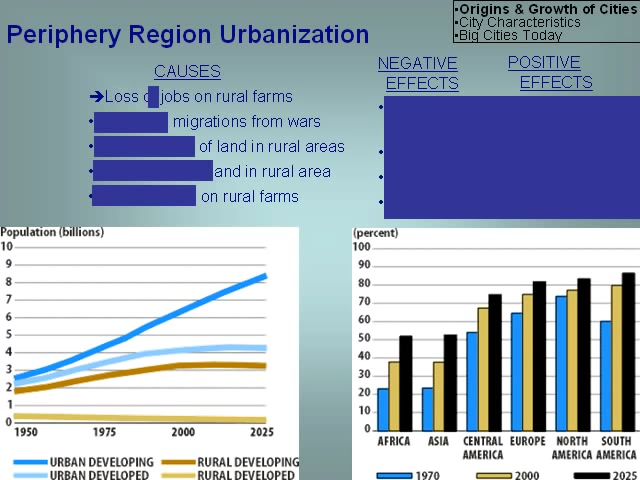 •Origins & Growth of Cities
•City Characteristics
•Big Cities Today
Periphery Region Urbanization
CAUSES
NEGATIVE
EFFECTS
POSITIVE
EFFECTS
➔Loss jobs on rural farms
• migrations from wars
• of land in rural areas
• and in rural area
• on rural farms
•
•
•
•
Population (billions)
10
9
8
7
6
5
4
3
2
1
0
1950 1975 2000 2025
URBAN DEVELOPING RURAL DEVELOPING
URBAN DEVELOPED RURAL DEVELOPED
(percent)
100
90
80
70
60
50
40
30
20
10
0
AFRICA ASIA CENTRAL EUROPE NORTH SOUTH
AMERICA AMERICA AMERICA
1970 2000 2025